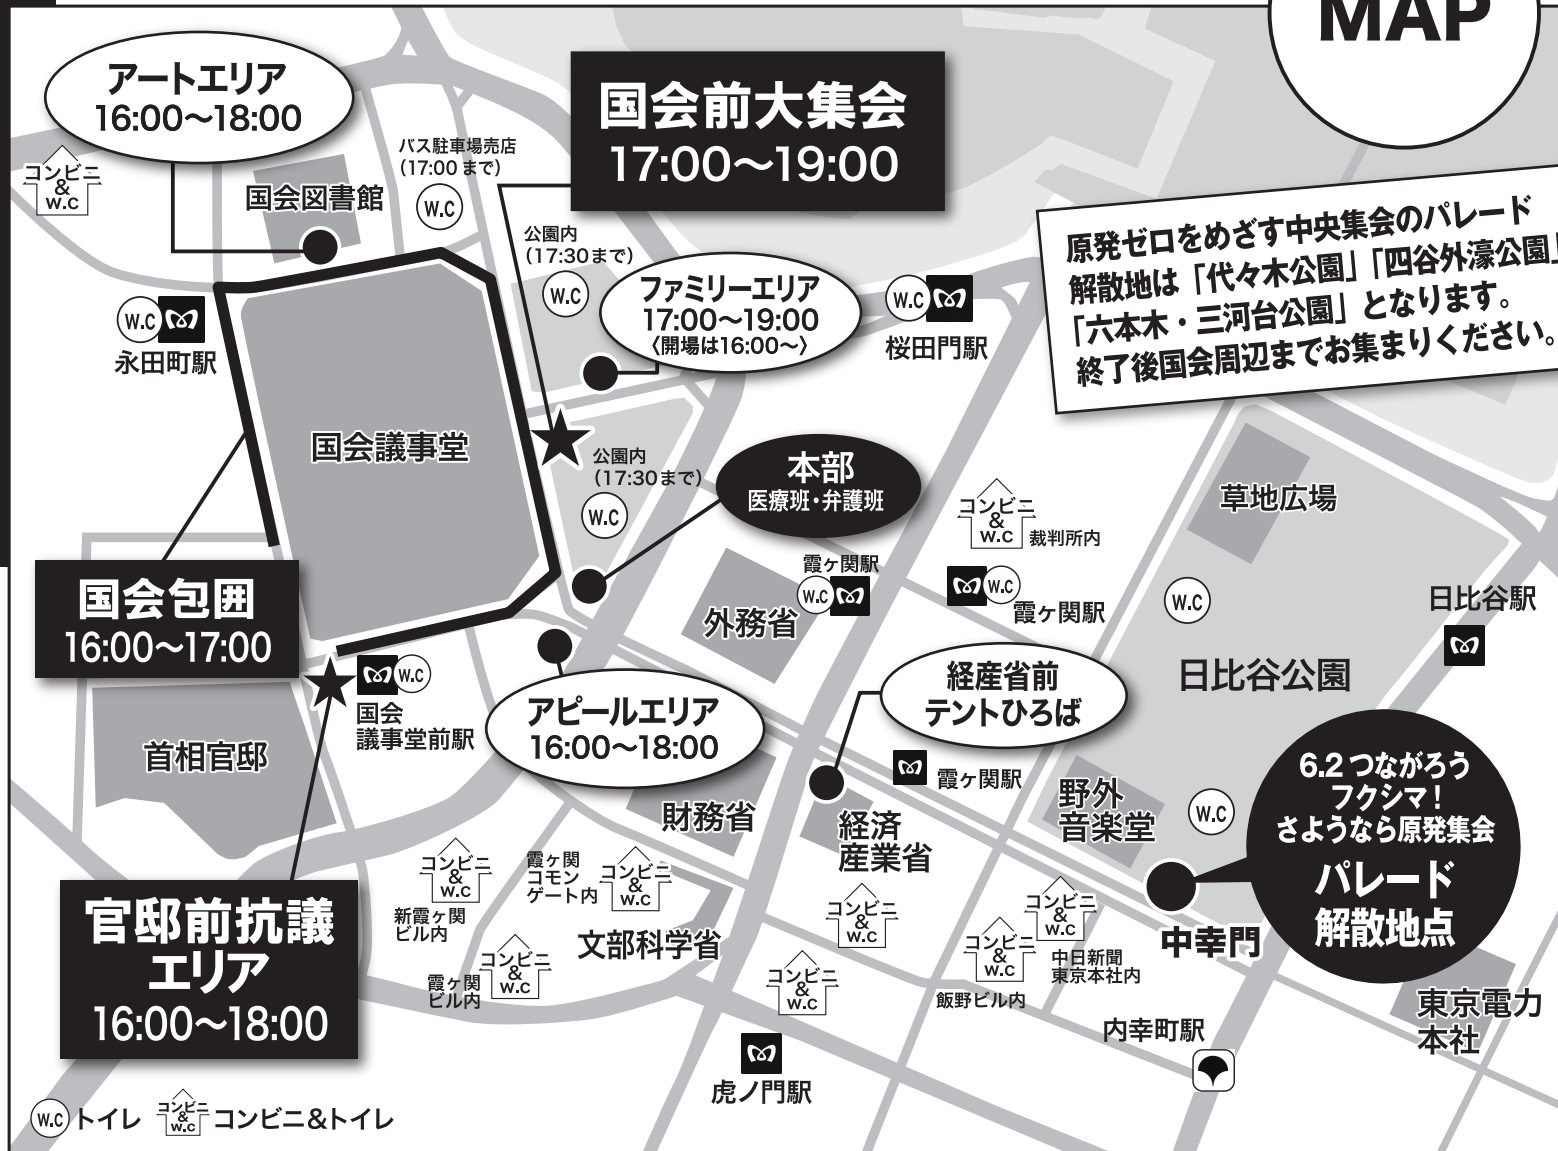 MAP
アートエリア
16:00〜18:00
国会前大集会
17:00〜19:00
バス駐車場売店
(17:00 まで)
W.C
コンビニ
&
W.C
国会図書館
公園内
(17:30まで)
W.C
ファミリーエリア
17:00〜19:00
〈開場は16:00〜〉
W.C
桜田門駅
原発ゼロをめざす中央集会のパレード
解散地は「代々木公園」「四谷外濠公園」
「六本木・三河台公園」となります。
終了後国会周辺までお集まりください。
W.C
永田町駅
国会議事堂
公園内
(17:30まで)
W.C
本部
医療班・弁護班
コンビニ
&
W.C
裁判所内
草地広場
国会包囲
16:00〜17:00
霞ヶ関駅
W.C
外務省
W.C
霞ヶ関駅
W.C
日比谷駅
日比谷公園
W.C
国会
議事堂前駅
首相官邸
アピールエリア
16:00〜18:00
経産省前
テントひろば
霞ヶ関駅
財務省
経済
産業省
野外
音楽堂
W.C
6.2 つながろう
フクシマ！
さようなら原発集会
パレード
解散地点
官邸前抗議
エリア
16:00〜18:00
コンビニ
&
W.C
新霞ヶ関
ビル内
霞ヶ関
コモン
ゲート内
コンビニ
&
W.C
文部科学省
霞ヶ関
ビル内
コンビニ
&
W.C
コンビニ
&
W.C
コンビニ
&
W.C
コンビニ
&
W.C
飯野ビル内
コンビニ
&
W.C
中日新聞
東京本社内
中幸門
内幸町駅
東京電力
本社
虎ノ門駅
W.C トイレ
コンビニ
&
W.C
コンビニ&トイレ